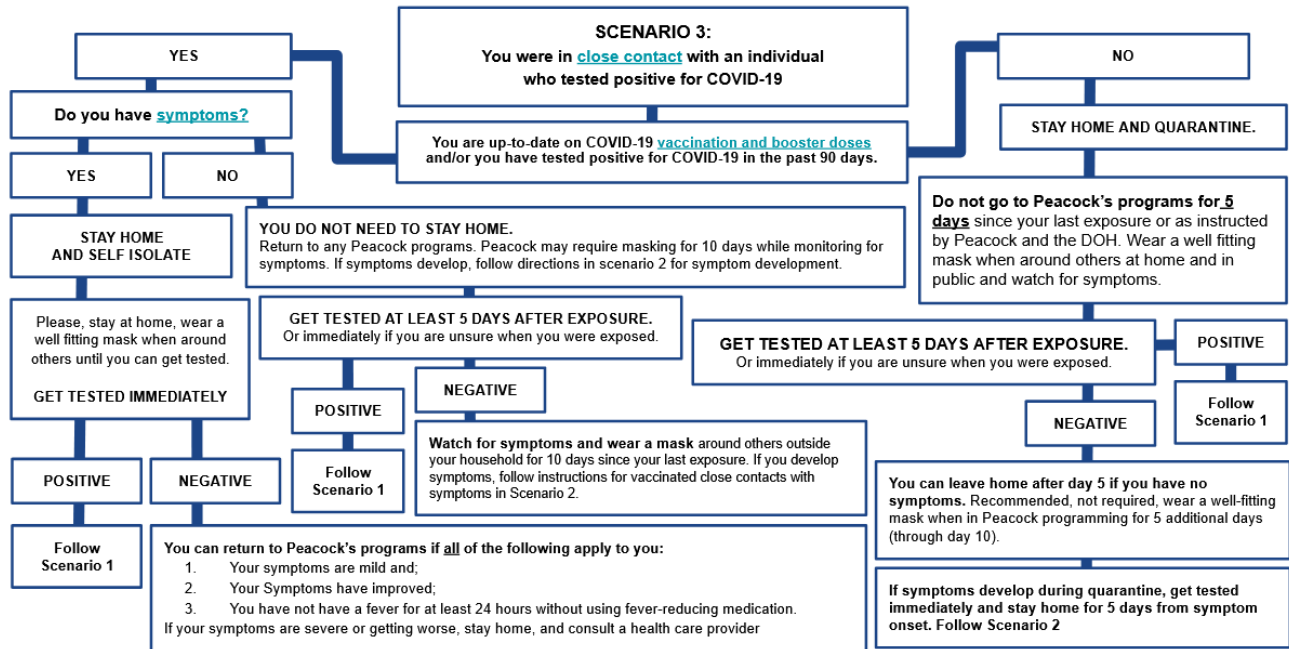 SCENARIO 3:
You were in close contact with an individual
who tested positive for COVID-19
You are up-to-date on COVID-19 vaccination and booster doses
and/or you have tested positive for COVID-19 in the past 90 days.
YES
Do you have symptoms?
YES
STAY HOME
AND SELF ISOLATE
Please, stay at home, wear a
well fitting mask when around
others until you can get tested.
GET TESTED IMMEDIATELY
POSITIVE
Follow
Scenario 1
NEGATIVE
You can return to Peacock's programs if all of the following apply to you:
1. Your symptoms are mild and;
2. Your Symptoms have improved;
3. You have not have a fever for at least 24 hours without using fever-reducing medication.
If your symptoms are severe or getting worse, stay home, and consult a health care provider
NO
YOU DO NOT NEED TO STAY HOME.
Return to any Peacock programs. Peacock may require masking for 10 days while monitoring for
symptoms. If symptoms develop, follow directions in scenario 2 for symptom development.
GET TESTED AT LEAST 5 DAYS AFTER EXPOSURE.
Or immediately if you are unsure when you were exposed.
POSITIVE
Follow
Scenario 1
NEGATIVE
Watch for symptoms and wear a mask around others outside
your household for 10 days since your last exposure. If you develop
symptoms, follow instructions for vaccinated close contacts with
symptoms in Scenario 2.
NO
STAY HOME AND QUARANTINE.
Do not go to Peacock's programs for 5
days since your last exposure or as instructed
by Peacock and the DOH. Wear a well fitting
mask when around others at home and in
public and watch for symptoms.
GET TESTED AT LEAST 5 DAYS AFTER EXPOSURE.
Or immediately if you are unsure when you were exposed.
POSITIVE
Follow
Scenario 1
NEGATIVE
You can leave home after day 5 if you have no
symptoms. Recommended, not required, wear a well-fitting
mask when in Peacock programming for 5 additional days
(through day 10).
If symptoms develop during quarantine, get tested
immediately and stay home for 5 days from symptom
onset. Follow Scenario 2